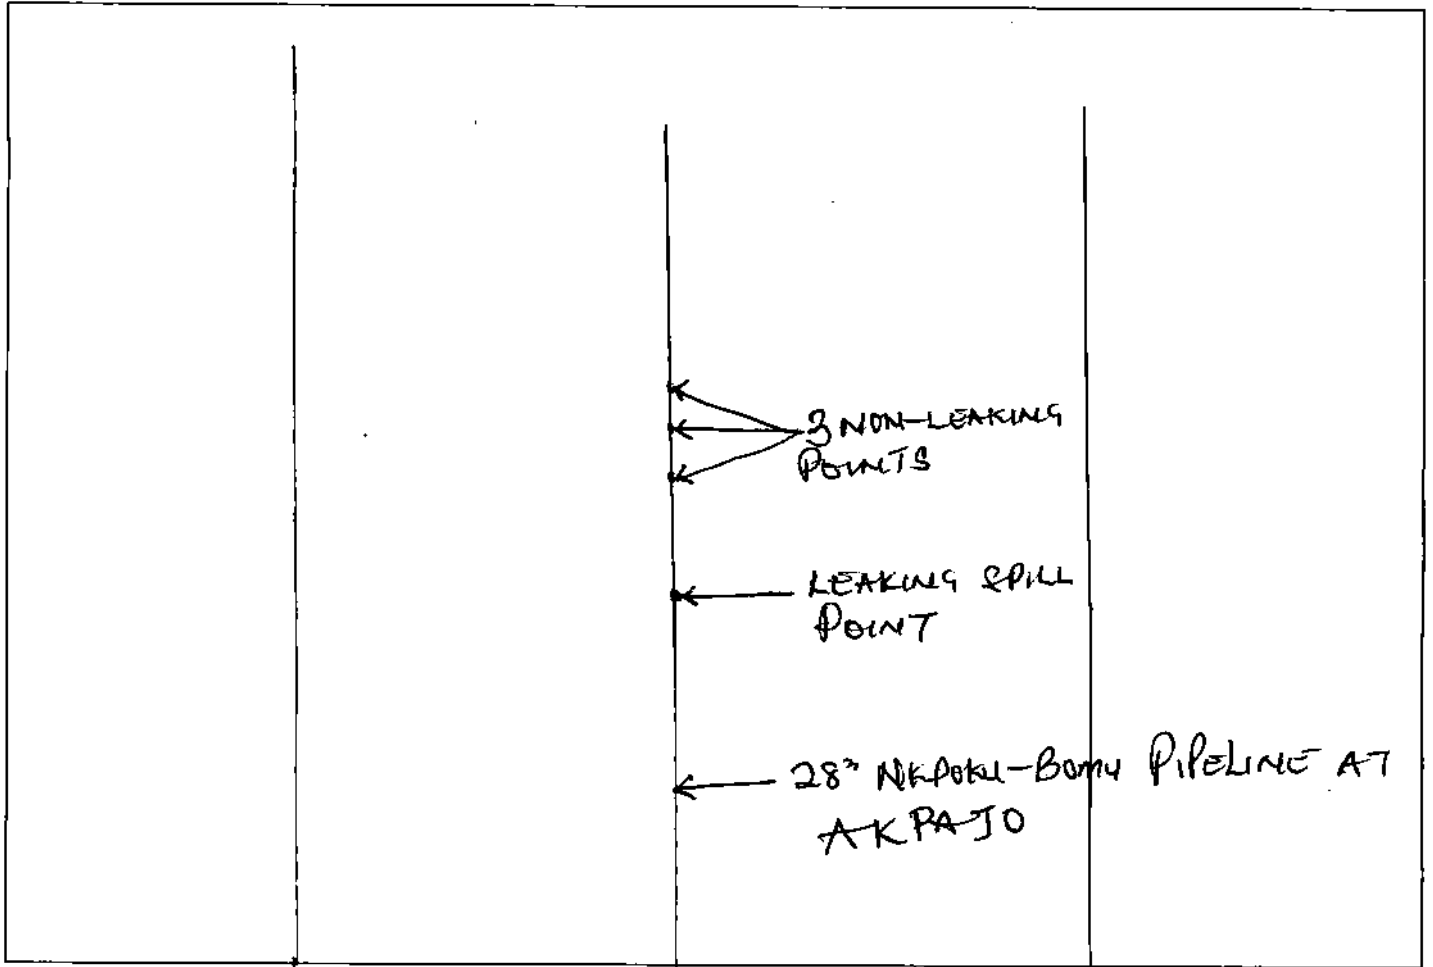 3 NON-LEAKING
POINTS
LEAKING SPILL
POINT
28" NKPOKU-BOMU PIPELINE AT
AKPAJO